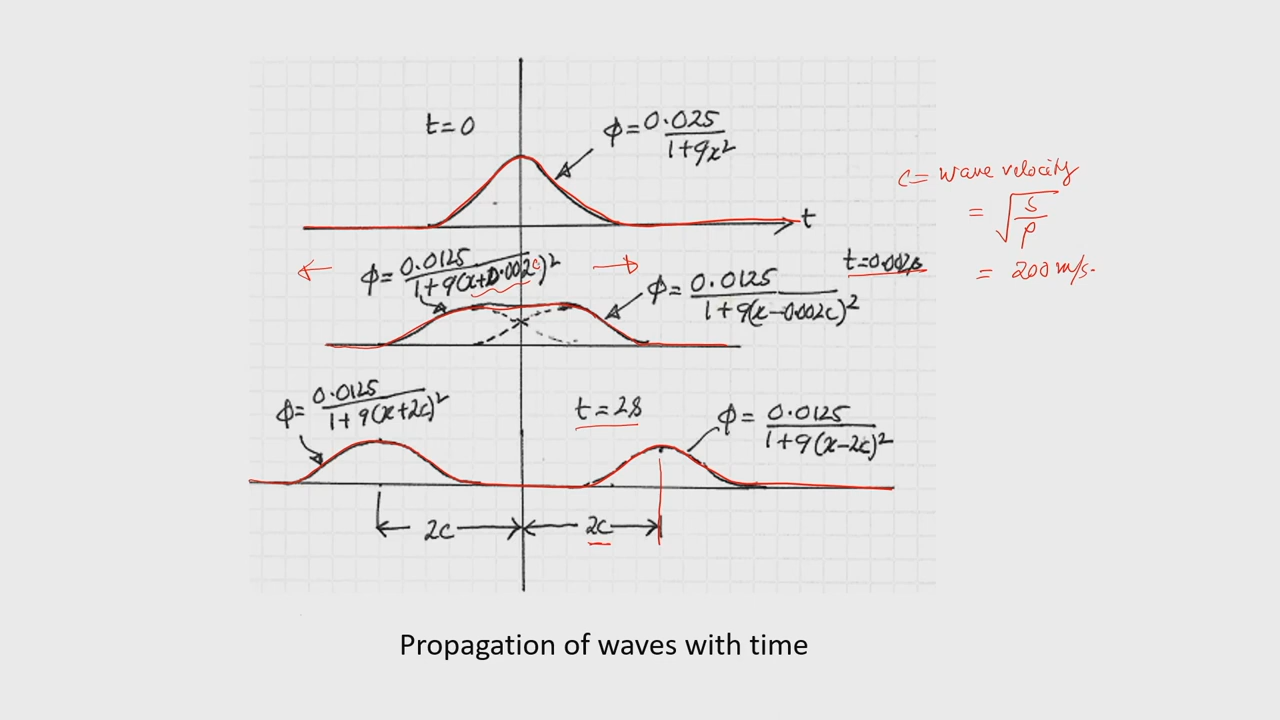 t=0
ϕ=0.025/1+9x²
t
c= wave velocity
= √S/ρ
= 200 m/s.
ϕ=0.0125/1+9(x+0.002c)²
t=0.002s
ϕ=0.0125/1+9(x-0.002c)²
ϕ=0.0125/1+9(x+2c)²
t=2s
ϕ=0.0125/1+9(x-2c)²
2c
2c
Propagation of waves with time